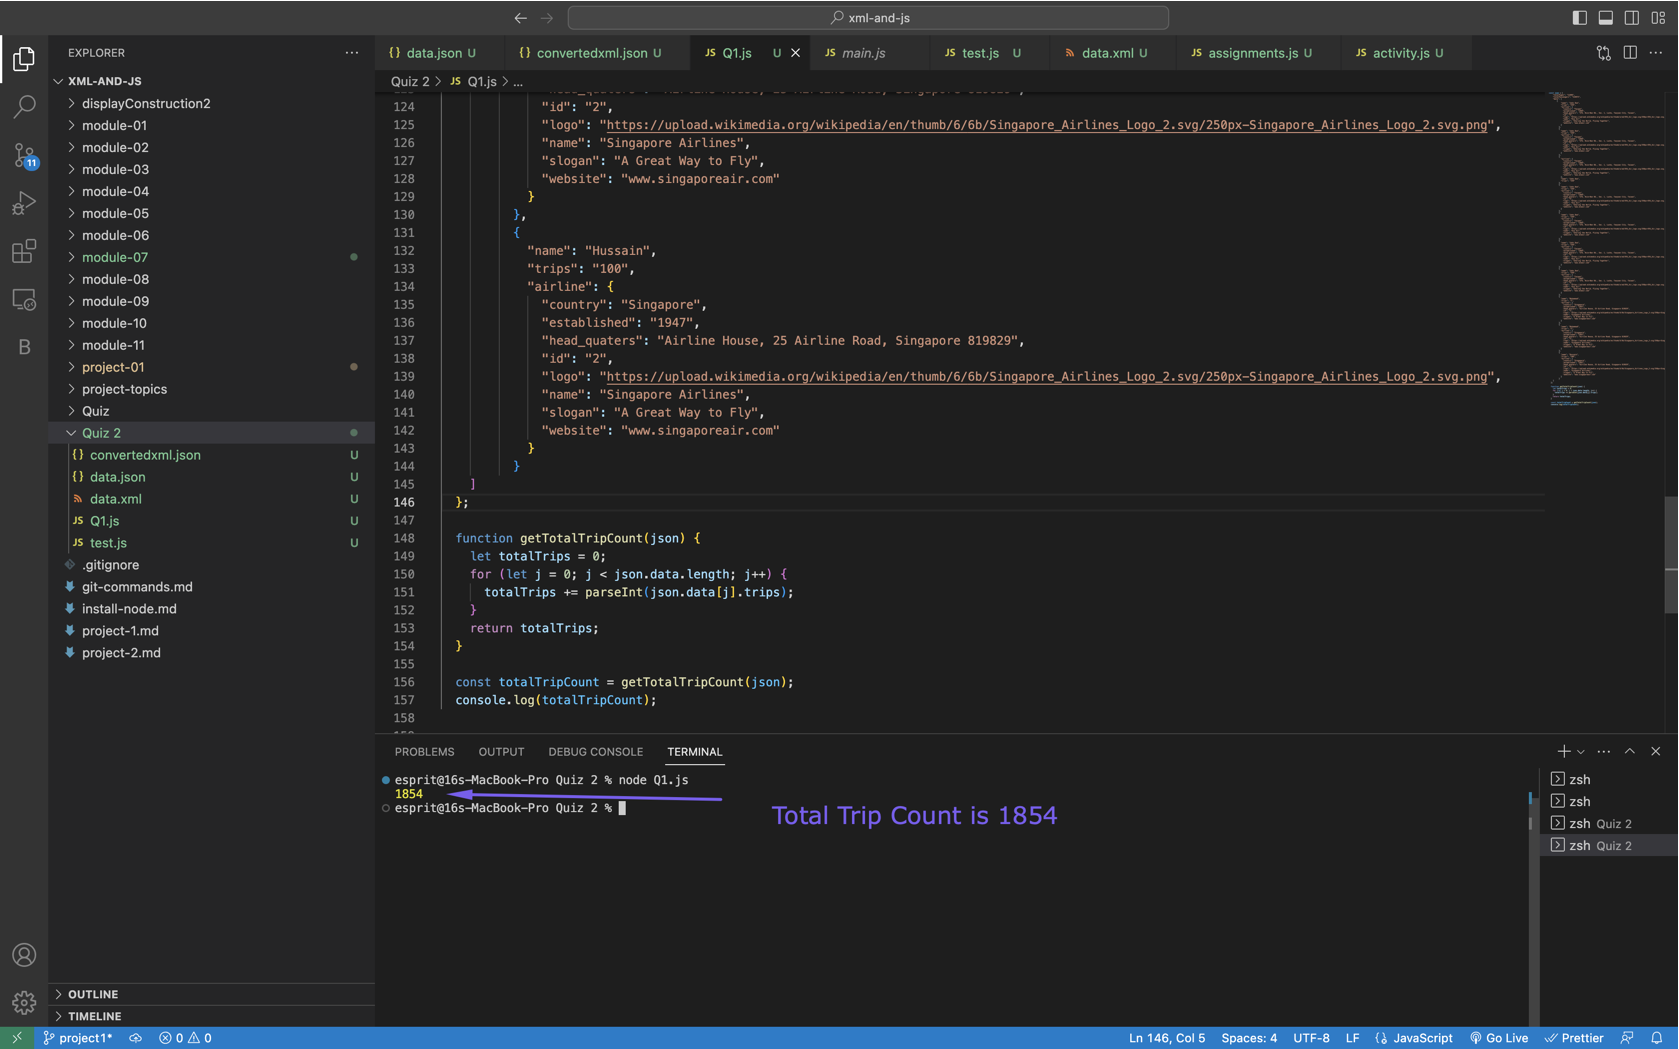 xml-and-js
EXPLORER
XML-AND-JS
displayConstruction2
module-01
module-02
module-03
module-04
module-05
module-06
module-07
module-08
module-09
module-10
module-11
project-01
project-topics
Quiz
Quiz 2
convertedxml.json U
data.json U
data.xml U
Q1.js U
test.js U
.gitignore
git-commands.md
install-node.md
project-1.md
project-2.md
OUTLINE
TIMELINE
11
data.json U convertedxml.json U JS Q1.js U JS main.js JS test.js U data.xml U JS assignments.js U JS activity.js U
Quiz 2 > JS Q1.js > ...
124 "id": "2",
125 "logo": "https://upload.wikimedia.org/wikipedia/en/thumb/6/6b/Singapore_Airlines_Logo_2.svg/250px-Singapore_Airlines_Logo_2.svg.png",
126 "name": "Singapore Airlines",
127 "slogan": "A Great Way to Fly",
128 "website": "www.singaporeair.com"
129 }
130 },
131 {
132 "name": "Hussain",
133 "trips": "100",
134 "airline": {
135 "country": "Singapore",
136 "established": "1947",
137 "head_quaters": "Airline House, 25 Airline Road, Singapore 819829",
138 "id": "2",
139 "logo": "https://upload.wikimedia.org/wikipedia/en/thumb/6/6b/Singapore_Airlines_Logo_2.svg/250px-Singapore_Airlines_Logo_2.svg.png",
140 "name": "Singapore Airlines",
141 "slogan": "A Great Way to Fly",
142 "website": "www.singaporeair.com"
143 }
144 }
145 ]
146 };
147
148 function getTotalTripCount(json) {
149 let totalTrips = 0;
150 for (let j = 0; j < json.data.length; j++) {
151 totalTrips += parseInt(json.data[j].trips);
152 }
153 return totalTrips;
154 }
155
156 const totalTripCount = getTotalTripCount(json);
157 console.log(totalTripCount);
158
PROBLEMS OUTPUT DEBUG CONSOLE TERMINAL
esprit@16s-MacBook-Pro Quiz 2 % node Q1.js
1854
esprit@16s-MacBook-Pro Quiz 2 %
Total Trip Count is 1854
zsh
zsh
zsh Quiz 2
zsh Quiz 2
project1* 0 0 Ln 146, Col 5 Spaces: 4 UTF-8 LF {} JavaScript Go Live Prettier